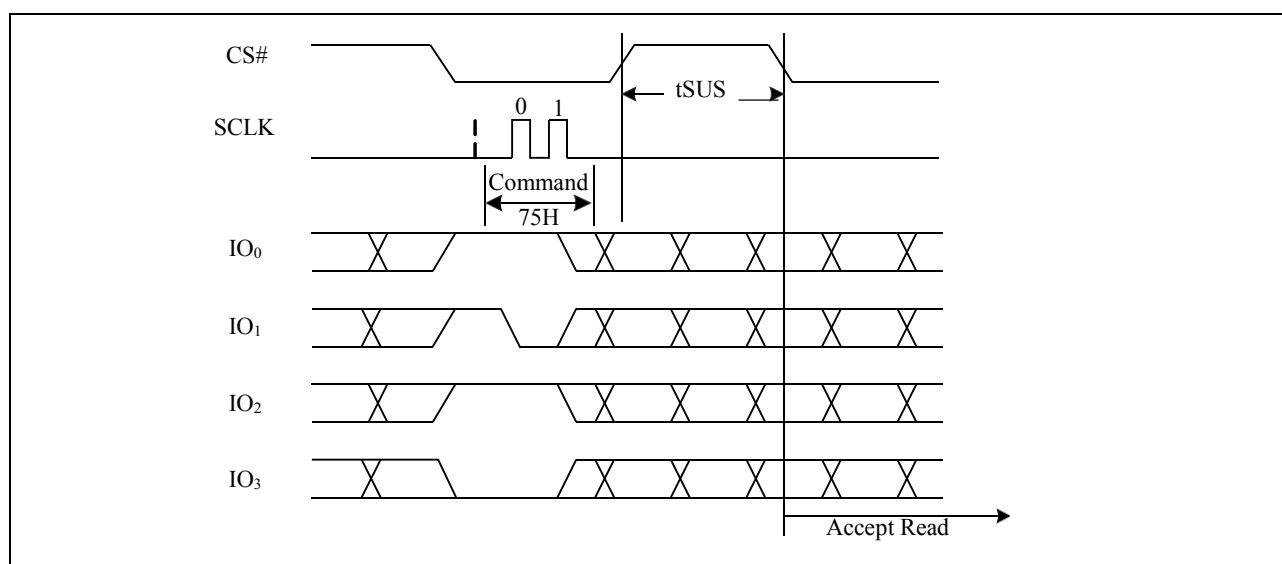 CS#
tSUS
SCLK
0 1
Command
75H
IO₀
IO₁
IO₂
IO₃
Accept Read